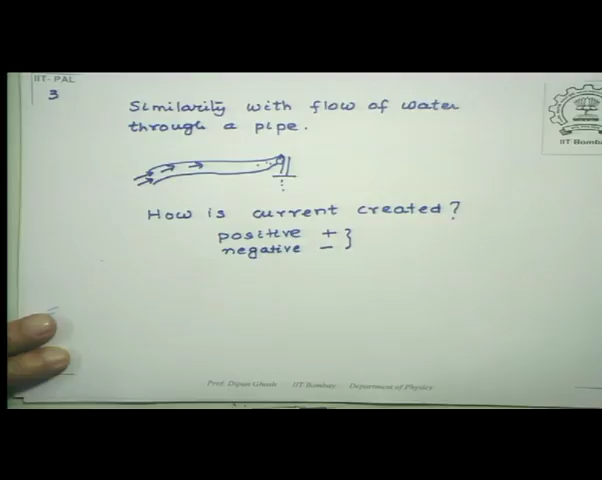 IIT-PAL
3
Similarity with flow of water
through a pipe.
IIT Bombay
How is current created?
positive +
negative -
Prof. Dipan Ghosh IIT Bombay Department of Physics